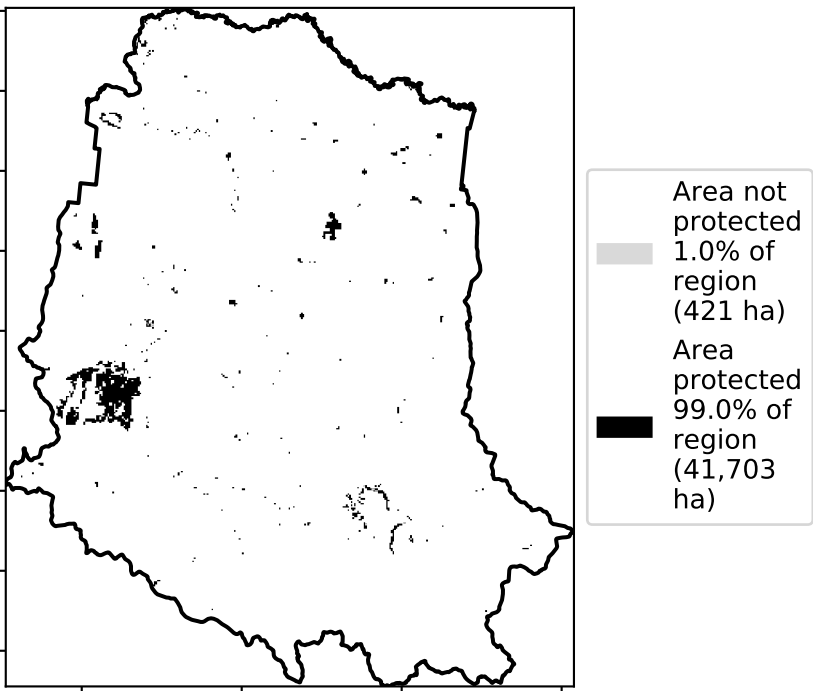 Area not
protected
1.0% of
region
(421 ha)
Area
protected
99.0% of
region
(41,703
ha)